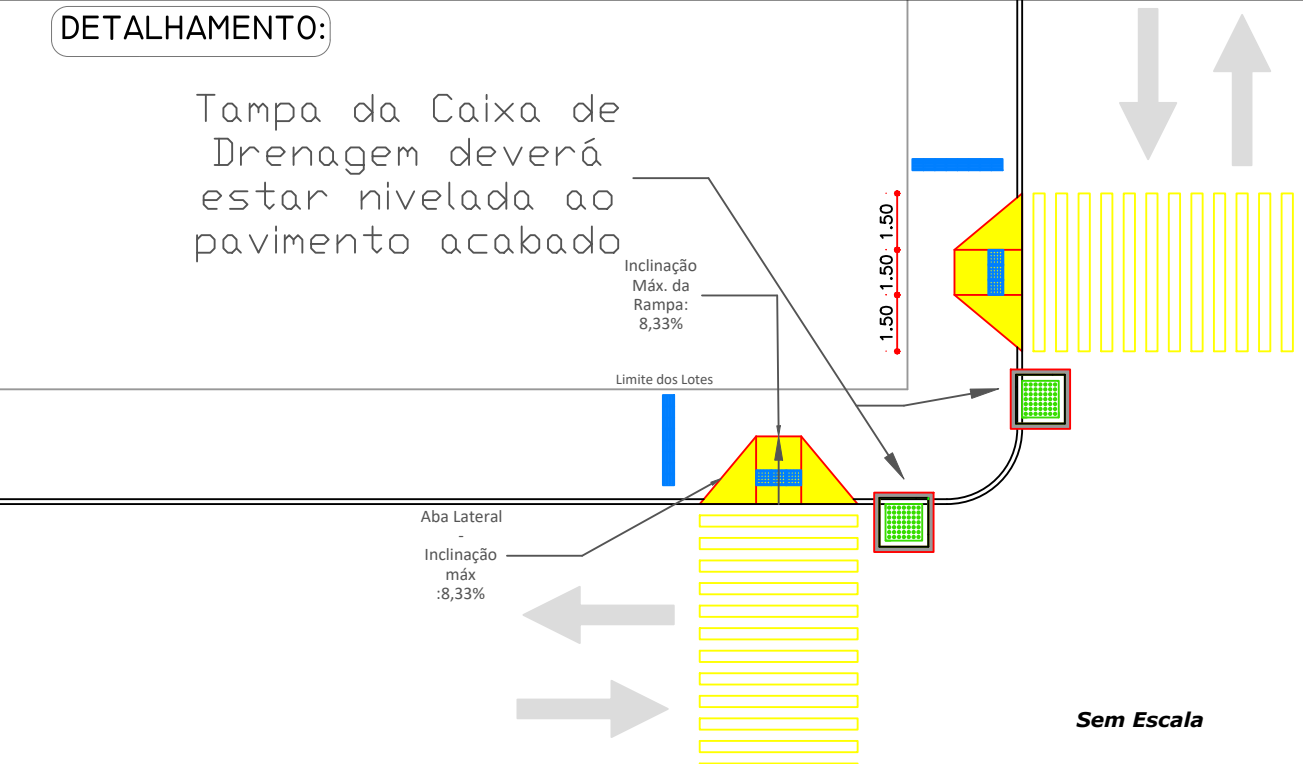 DETALHAMENTO:
Tampa da Caixa de
Drenagem deverá
estar nivelada ao
pavimento acabado
Inclinação
Máx. da
Rampa:
8,33%
1.50
1.50
1.50
Limite dos Lotes
Aba Lateral
-
Inclinação
máx
:8,33%
Sem Escala